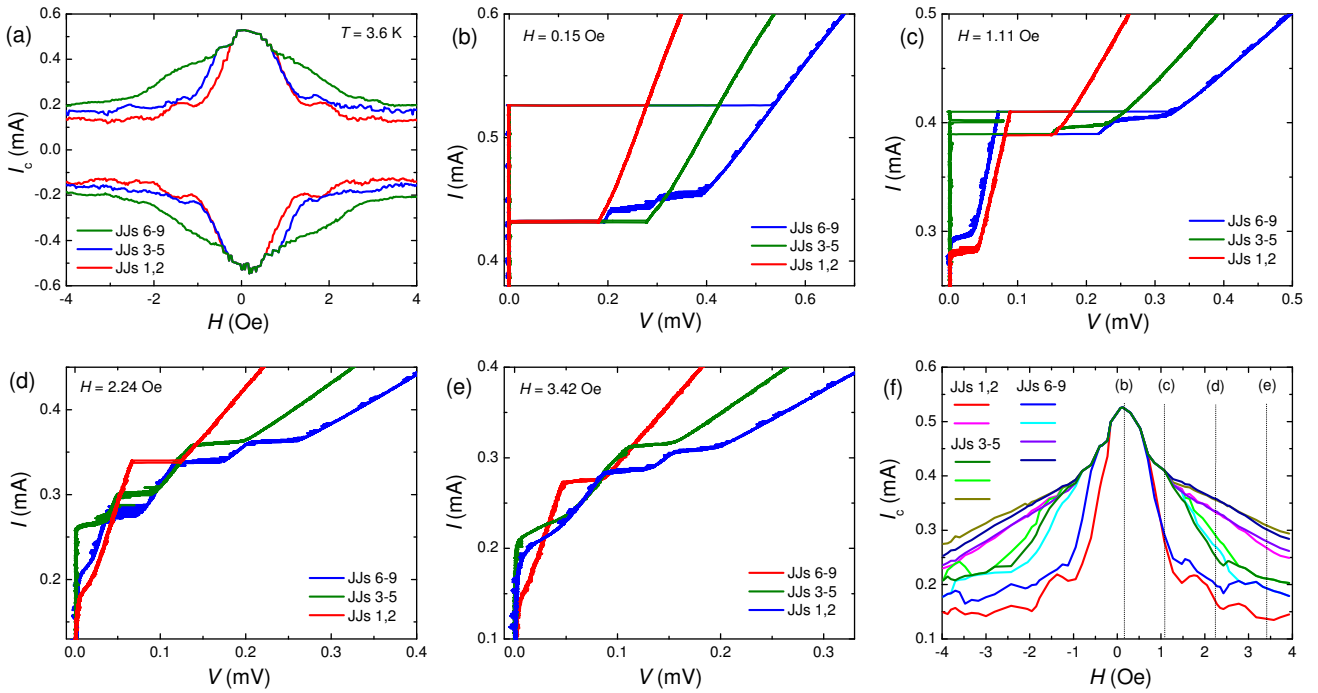 (a)
T = 3.6 K
I_c (mA)
0.6
0.4
0.2
0.0
-0.2
-0.4
-0.6
JJs 6-9
JJs 3-5
JJs 1,2
-4
-2
0
2
4
H (Oe)
(b)
H = 0.15 Oe
I (mA)
0.6
0.5
0.4
JJs 6-9
JJs 3-5
JJs 1,2
0.0
0.2
0.4
0.6
V (mV)
(c)
H = 1.11 Oe
I (mA)
0.5
0.4
0.3
JJs 6-9
JJs 3-5
JJs 1,2
0.0
0.1
0.2
0.3
0.4
0.5
V (mV)
(d)
H = 2.24 Oe
I (mA)
0.4
0.3
0.2
JJs 6-9
JJs 3-5
JJs 1,2
0.0
0.1
0.2
0.3
0.4
V (mV)
(e)
H = 3.42 Oe
I (mA)
0.4
0.3
0.2
0.1
JJs 6-9
JJs 3-5
JJs 1,2
0.0
0.1
0.2
0.3
V (mV)
(f)
JJs 1,2
JJs 6-9
JJs 3-5
(b)
(c)
(d)
(e)
I_c (mA)
0.6
0.5
0.4
0.3
0.2
0.1
-4
-3
-2
-1
0
1
2
3
4
H (Oe)